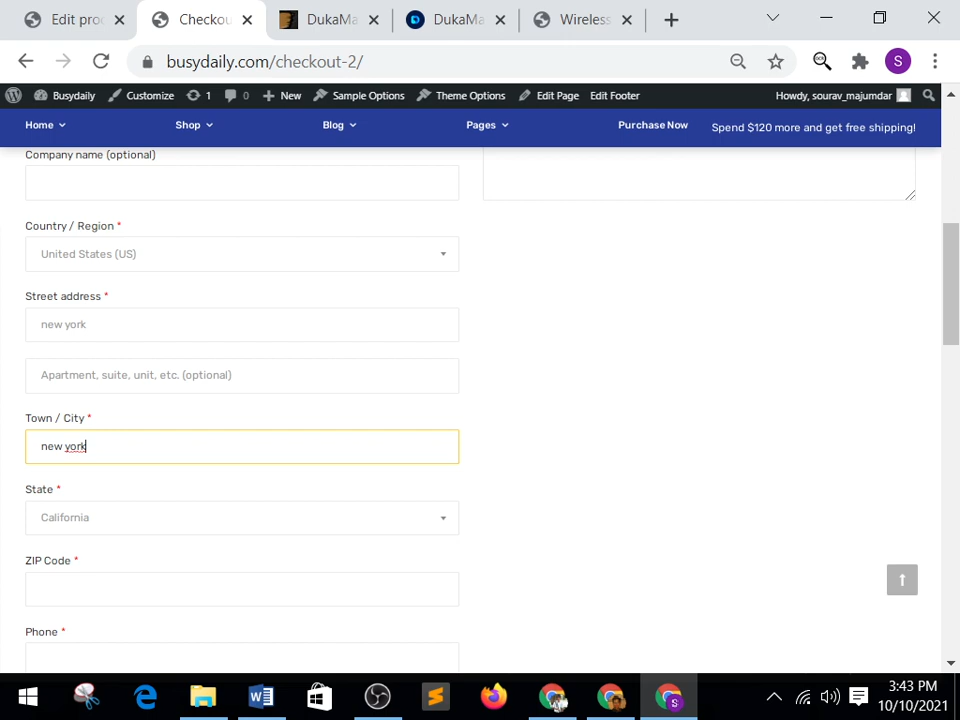 Edit proc
Checkou
DukaMa
DukaMa
Wireless
busydaily.com/checkout-2/
S
Busydaily
Customize
1
0
New
Sample Options
Theme Options
Edit Page
Edit Footer
Howdy, sourav_majumdar
Home
Shop
Blog
Pages
Purchase Now
Spend $120 more and get free shipping!
Company name (optional)
Country / Region *
United States (US)
Street address *
new york
Apartment, suite, unit, etc. (optional)
Town / City *
new york
State *
California
ZIP Code *
Phone *
3:43 PM
10/10/2021